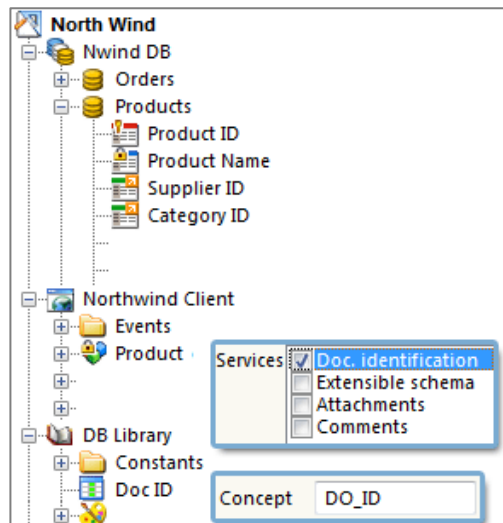 North Wind
Nwind DB
Orders
Products
Product ID
Product Name
Supplier ID
Category ID
Northwind Client
Events
Product
Services
Doc. identification
Extensible schema
Attachments
Comments
DB Library
Constants
Doc ID
Concept DO_ID